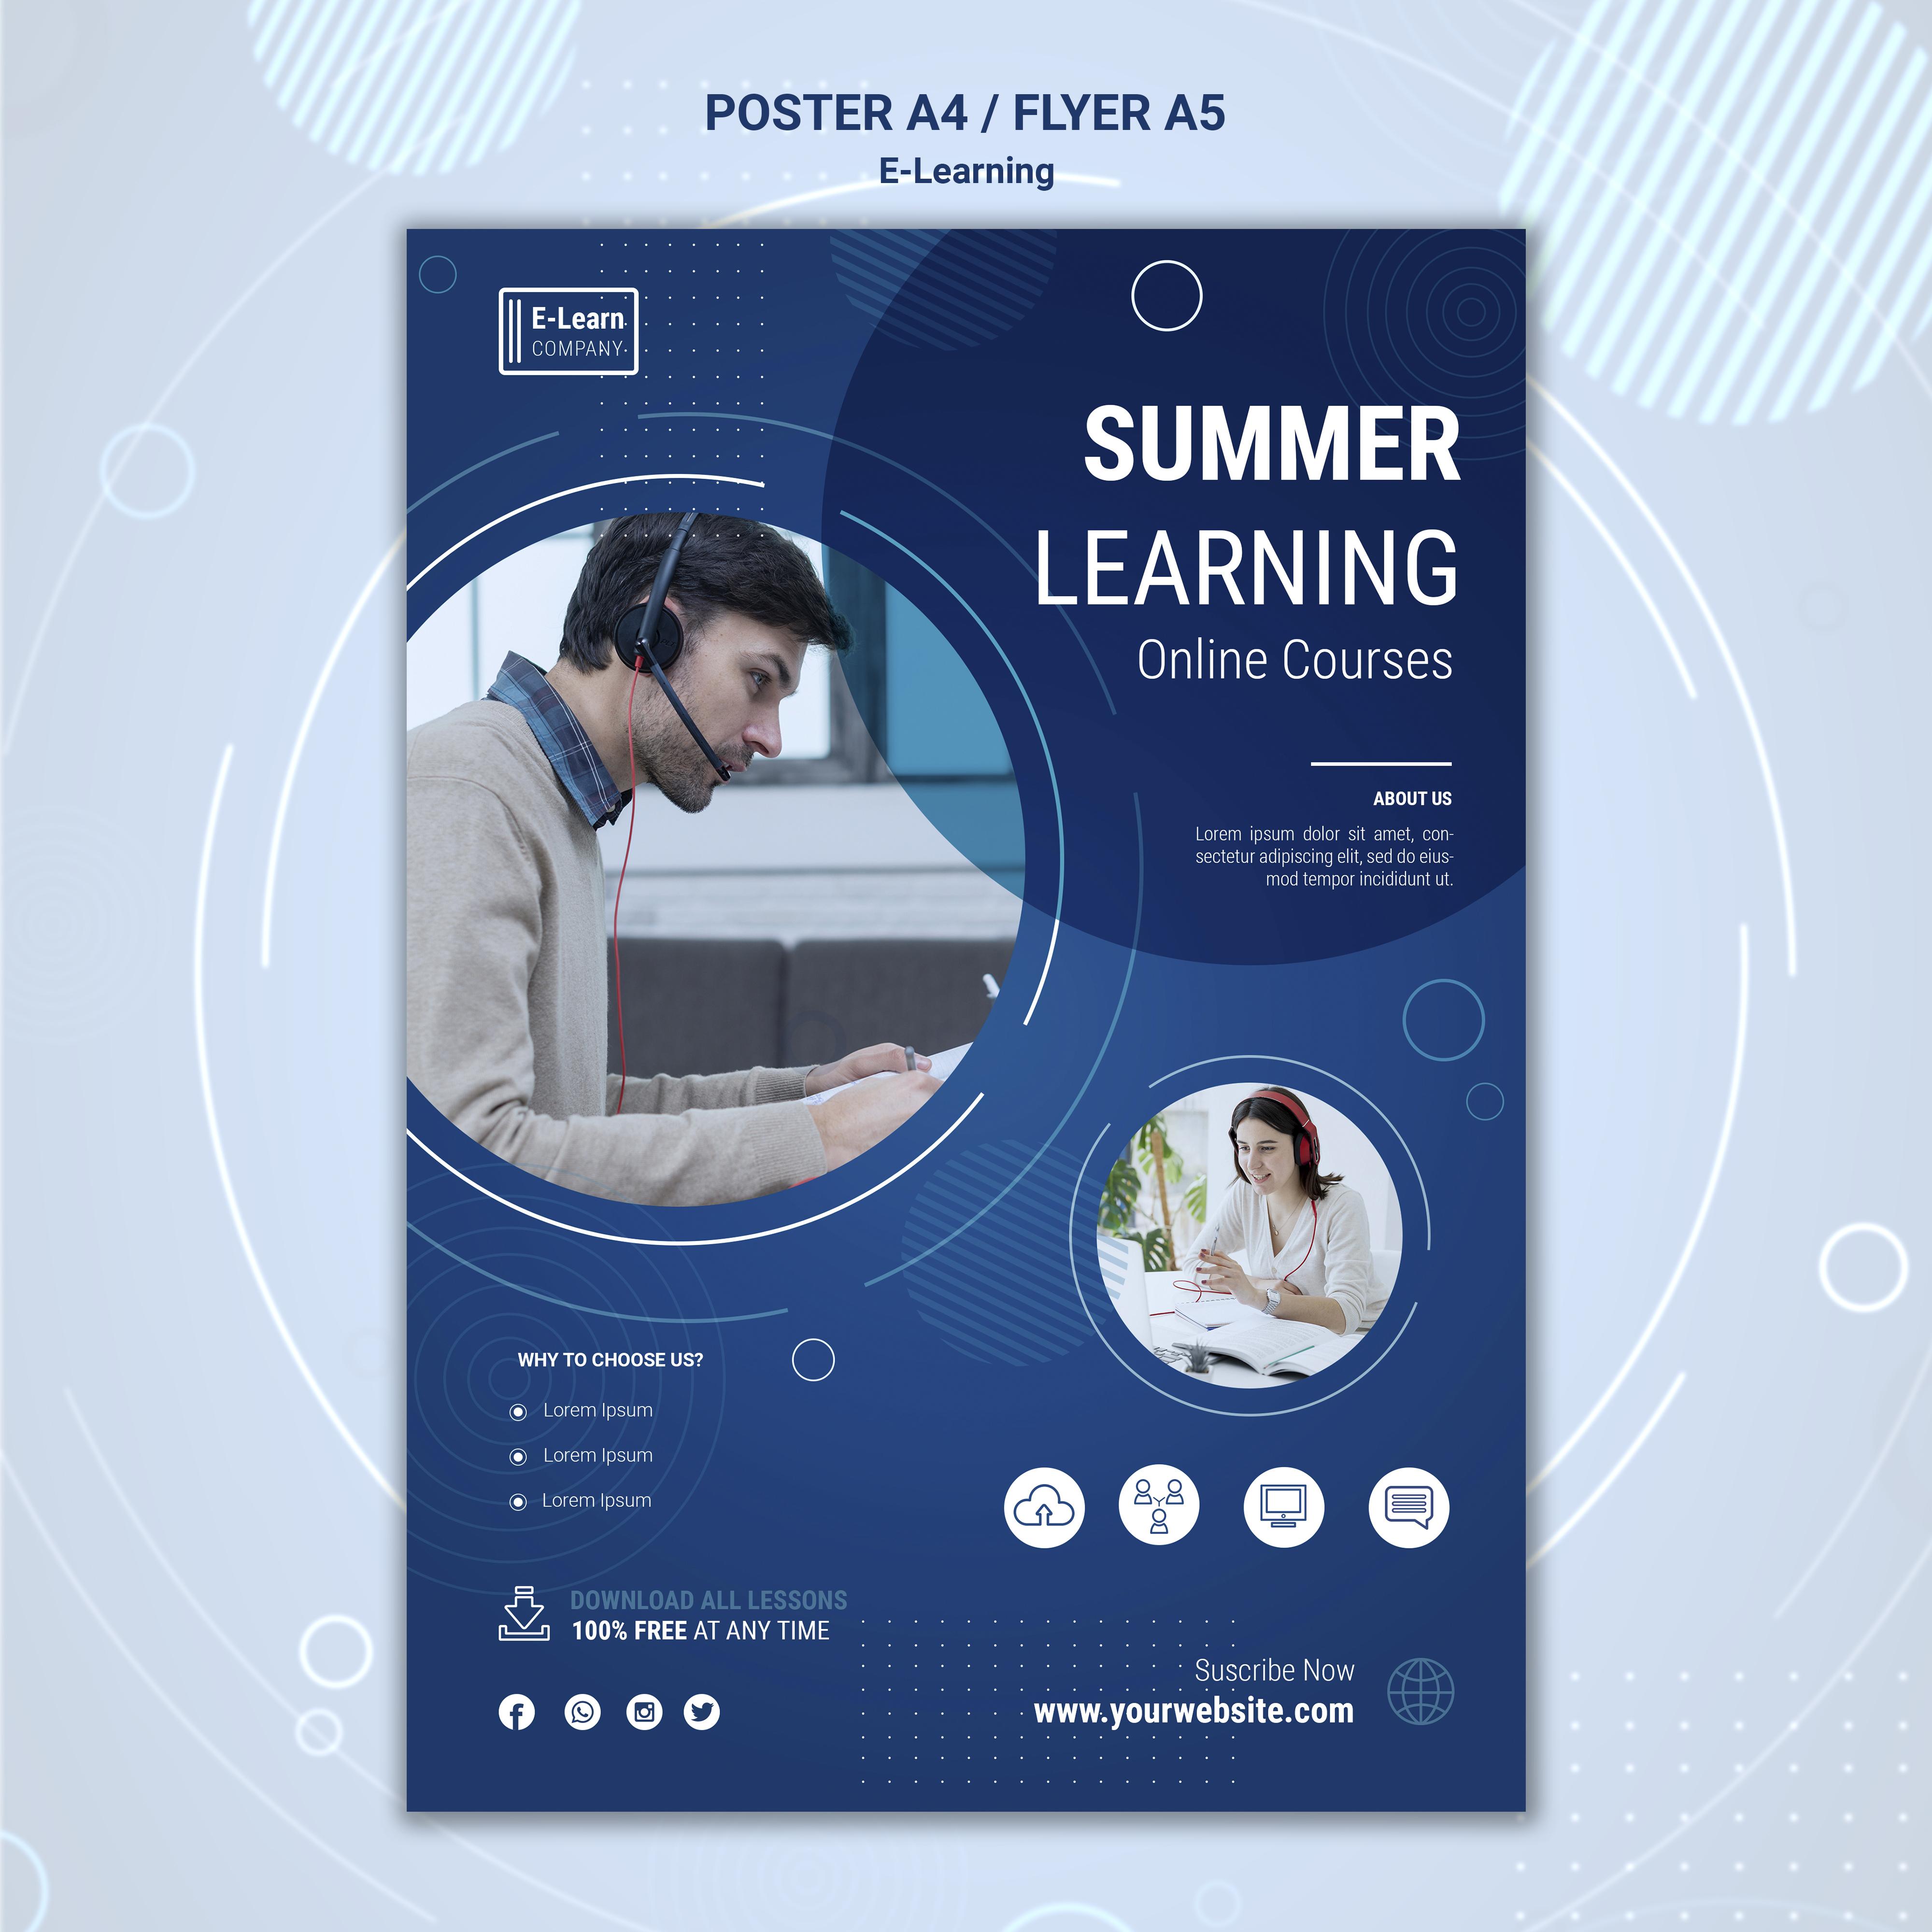 POSTER A4 / FLYER A5
E-Learning
E-Learn
COMPANY
SUMMER
LEARNING
Online Courses
ABOUT US
Lorem ipsum dolor sit amet, con-
sectetur adipiscing elit, sed do eius-
mod tempor incididunt ut.
WHY TO CHOOSE US?
Lorem Ipsum
Lorem Ipsum
Lorem Ipsum
DOWNLOAD ALL LESSONS
100% FREE AT ANY TIME
Suscribe Now
www.yourwebsite.com